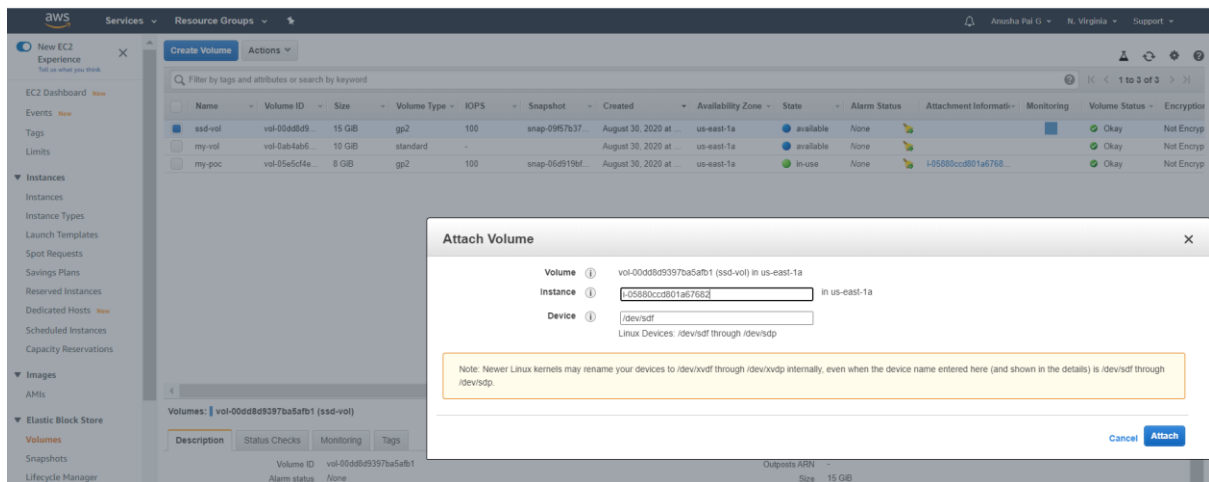 aws Services Resource Groups Anusha Pai G N. Virginia Support
New EC2
Experience
Tell us what you think
Create Volume Actions
Filter by tags and attributes or search by keyword 1 to 3 of 3
EC2 Dashboard New
Events New
Tags
Limits
Instances
Instances
Instance Types
Launch Templates
Spot Requests
Savings Plans
Reserved Instances
Dedicated Hosts New
Scheduled Instances
Capacity Reservations
Images
AMIs
Elastic Block Store
Volumes
Snapshots
Lifecycle Manager
Name Volume ID Size Volume Type IOPS Snapshot Created Availability Zone State Alarm Status Attachment Informatio Monitoring Volume Status Encryption
ssd-vol vol-00dd8d9... 15 GiB gp2 100 snap-09f57b37... August 30, 2020 at ... us-east-1a available None Okay Not Encryp
my-vol vol-0ab4ab6... 10 GiB standard - August 30, 2020 at ... us-east-1a available None Okay Not Encryp
my-poc vol-05e5cf4e... 8 GiB gp2 100 snap-06d919bf... August 30, 2020 at ... us-east-1a in-use None i-05880ccd801a6768... Okay Not Encryp
Attach Volume
Volume vol-00dd8d9397ba5afb1 (ssd-vol) in us-east-1a
Instance i-05880ccd801a67682 in us-east-1a
Device /dev/sdf
Linux Devices: /dev/sdf through /dev/sdp
Note: Newer Linux kernels may rename your devices to /dev/xvdf through /dev/xvdp internally, even when the device name entered here (and shown in the details) is /dev/sdf through
/dev/sdp.
Cancel Attach
Volumes: vol-00dd8d9397ba5afb1 (ssd-vol)
Description Status Checks Monitoring Tags
Volume ID vol-00dd8d9397ba5afb1 Outposts ARN -
Alarm status None Size 15 GiB